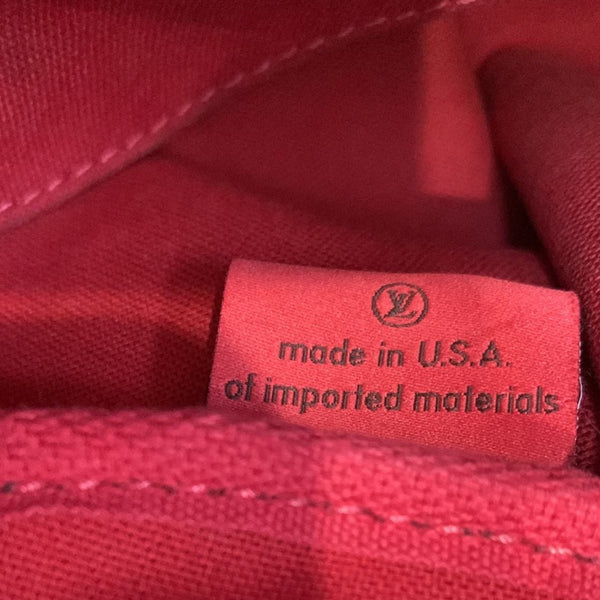 LV
made in U.S.A.
of imported materials